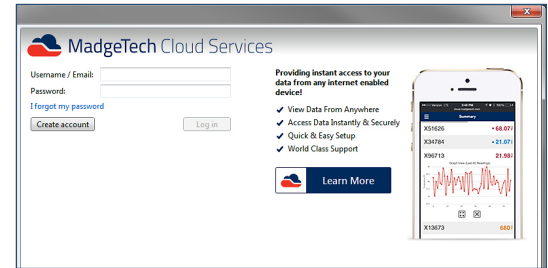 MadgeTech Cloud Services
Username / Email:
Password:
I forgot my password
Create account
Log in
Providing instant access to your
data from any internet enabled
device!
✔ View Data From Anywhere
✔ Access Data Instantly & Securely
✔ Quick & Easy Setup
✔ World Class Support
Learn More
Summary
X51626
68.07
X34784
21.07
X96713
21.98
X13673
680